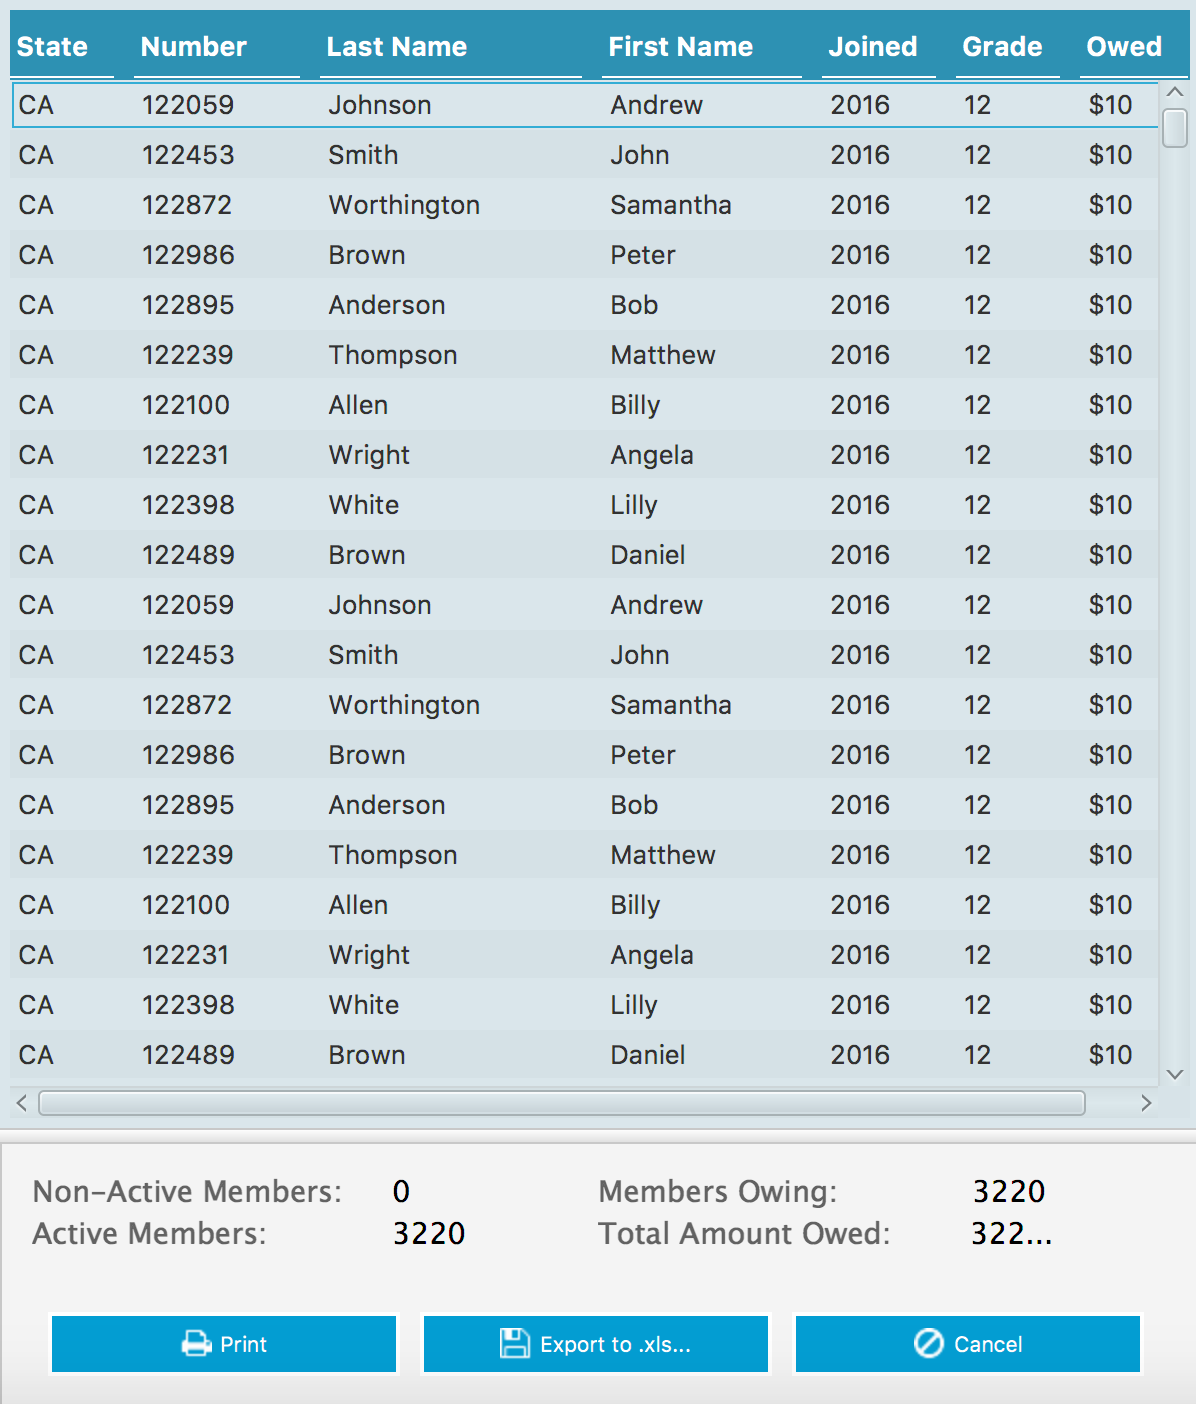 State Number Last Name First Name Joined Grade Owed
CA 122059 Johnson Andrew 2016 12 $10
CA 122453 Smith John 2016 12 $10
CA 122872 Worthington Samantha 2016 12 $10
CA 122986 Brown Peter 2016 12 $10
CA 122895 Anderson Bob 2016 12 $10
CA 122239 Thompson Matthew 2016 12 $10
CA 122100 Allen Billy 2016 12 $10
CA 122231 Wright Angela 2016 12 $10
CA 122398 White Lilly 2016 12 $10
CA 122489 Brown Daniel 2016 12 $10
CA 122059 Johnson Andrew 2016 12 $10
CA 122453 Smith John 2016 12 $10
CA 122872 Worthington Samantha 2016 12 $10
CA 122986 Brown Peter 2016 12 $10
CA 122895 Anderson Bob 2016 12 $10
CA 122239 Thompson Matthew 2016 12 $10
CA 122100 Allen Billy 2016 12 $10
CA 122231 Wright Angela 2016 12 $10
CA 122398 White Lilly 2016 12 $10
CA 122489 Brown Daniel 2016 12 $10
Non-Active Members: 0 Members Owing: 3220
Active Members: 3220 Total Amount Owed: 322...
Print Export to .xls... Cancel